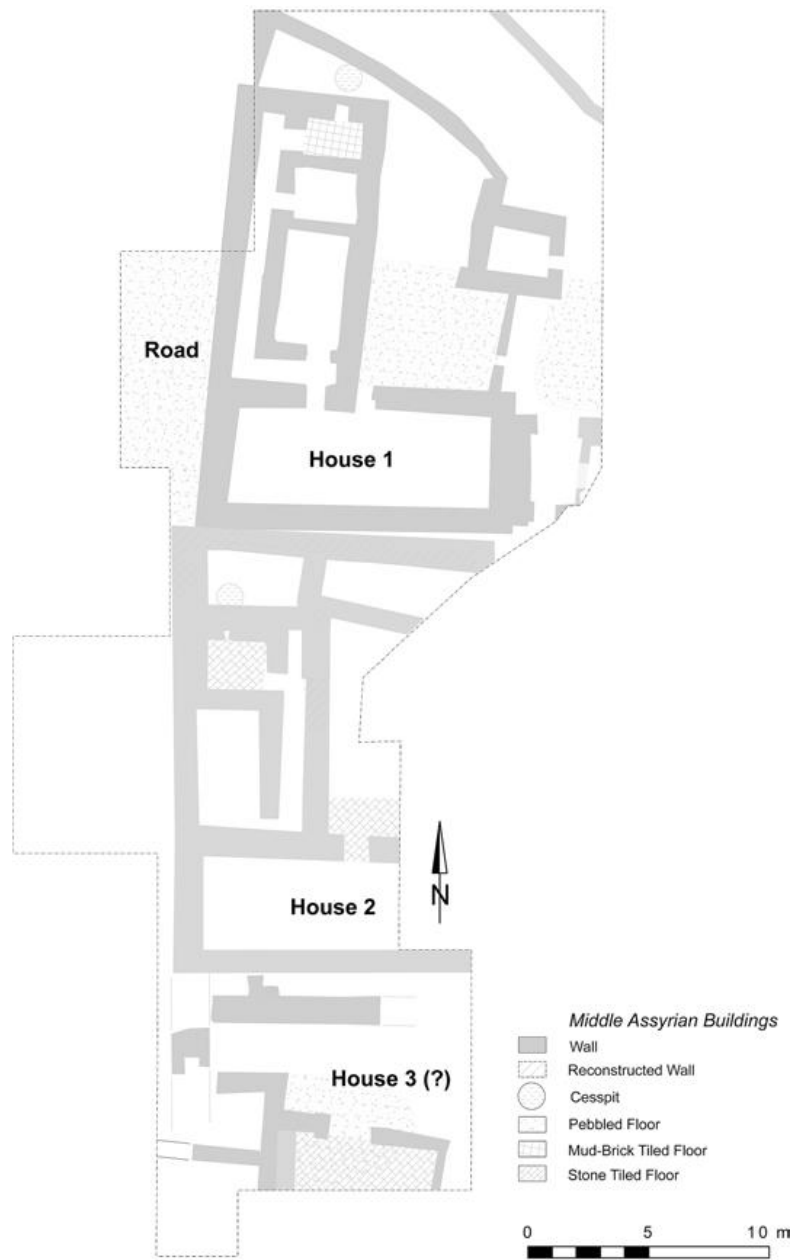 Road
House 1
House 2
N
House 3 (?)
Middle Assyrian Buildings
Wall
Reconstructed Wall
Cesspit
Pebbled Floor
Mud-Brick Tiled Floor
Stone Tiled Floor
0 5 10 m